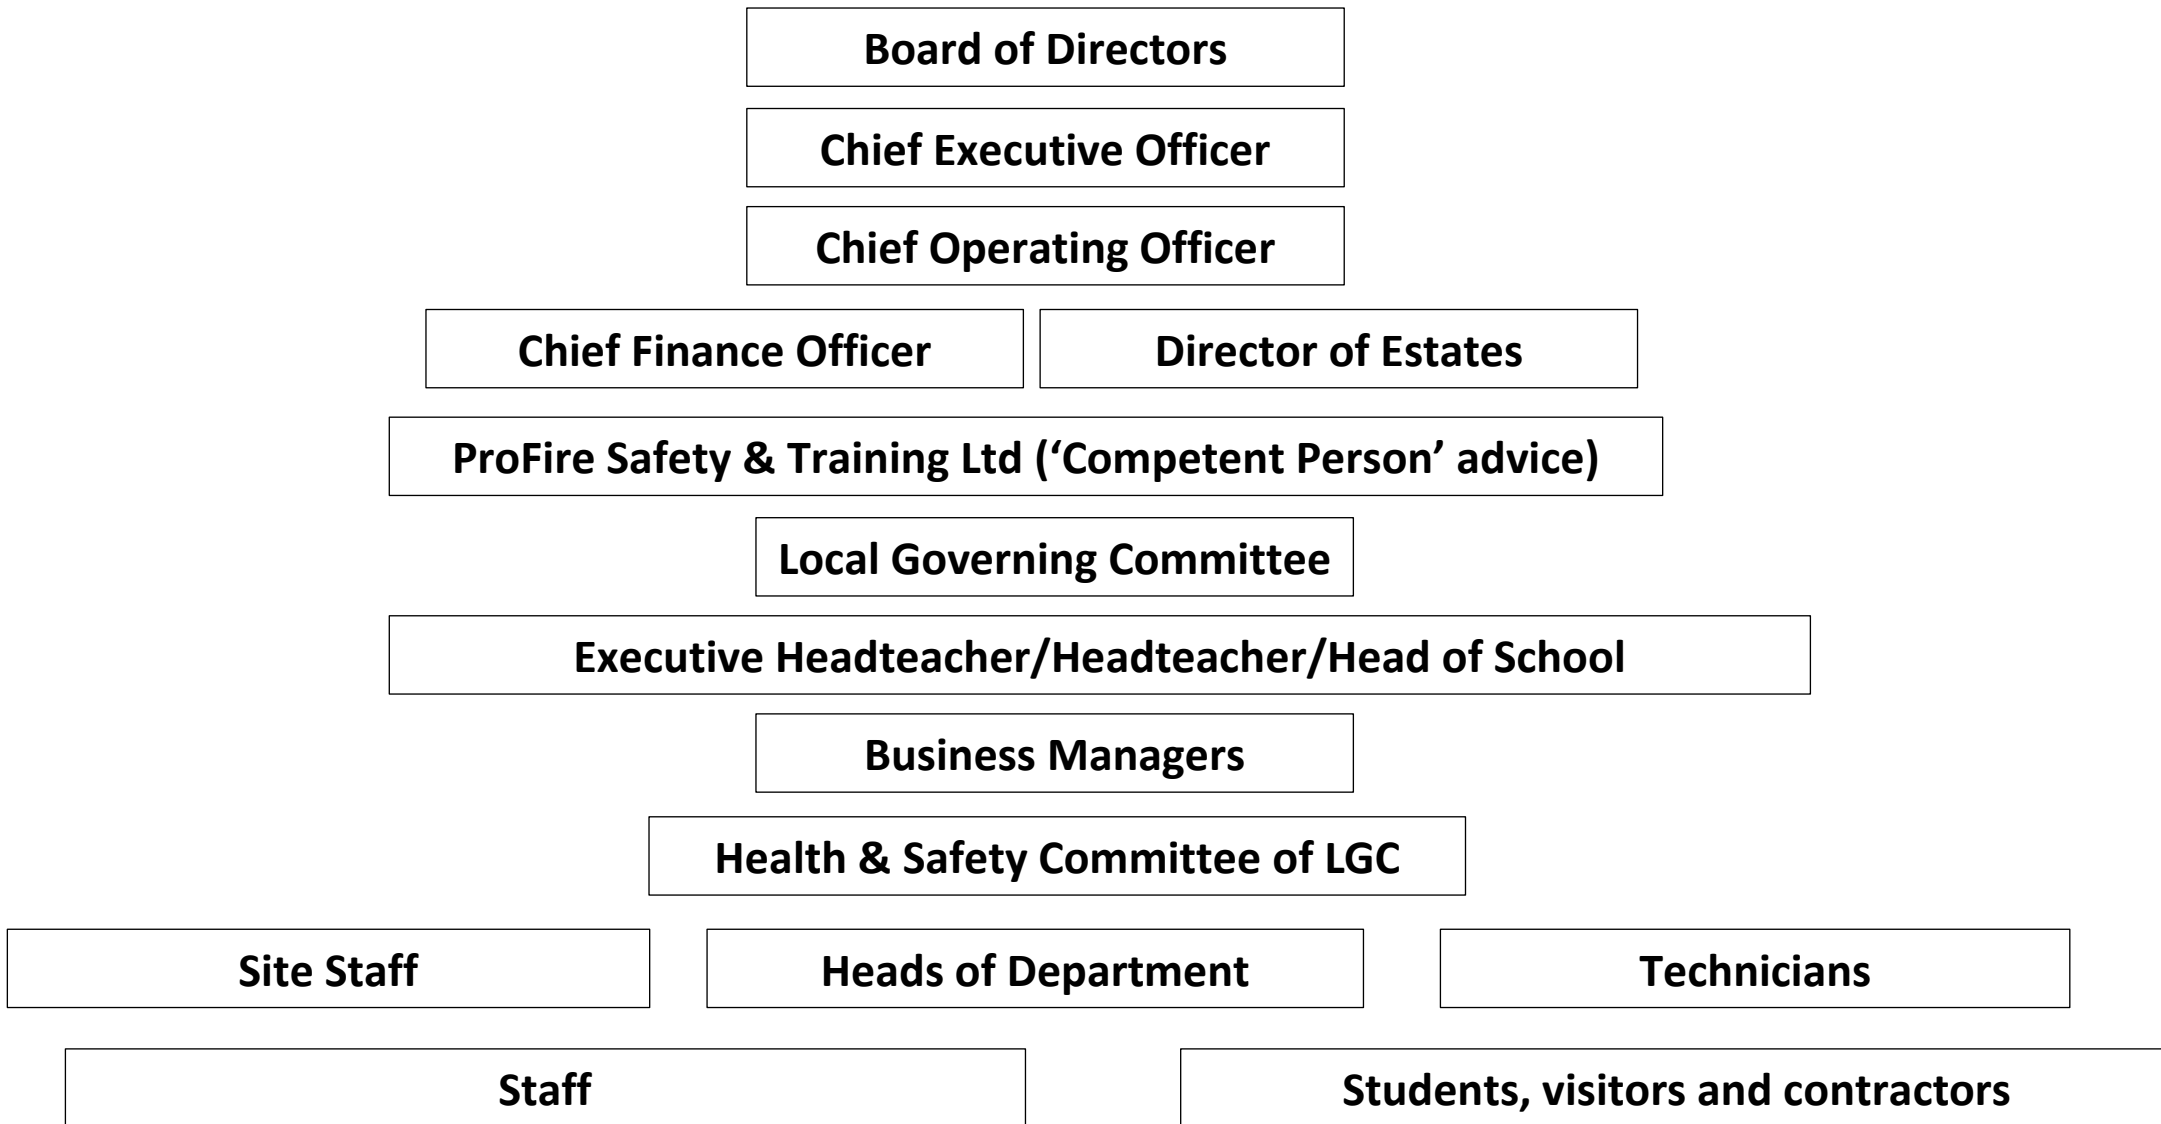 Board of Directors
Chief Executive Officer
Chief Operating Officer
Chief Finance Officer
Director of Estates
ProFire Safety & Training Ltd (‘Competent Person’ advice)
Local Governing Committee
Executive Headteacher/Headteacher/Head of School
Business Managers
Health & Safety Committee of LGC
Site Staff
Heads of Department
Technicians
Staff
Students, visitors and contractors